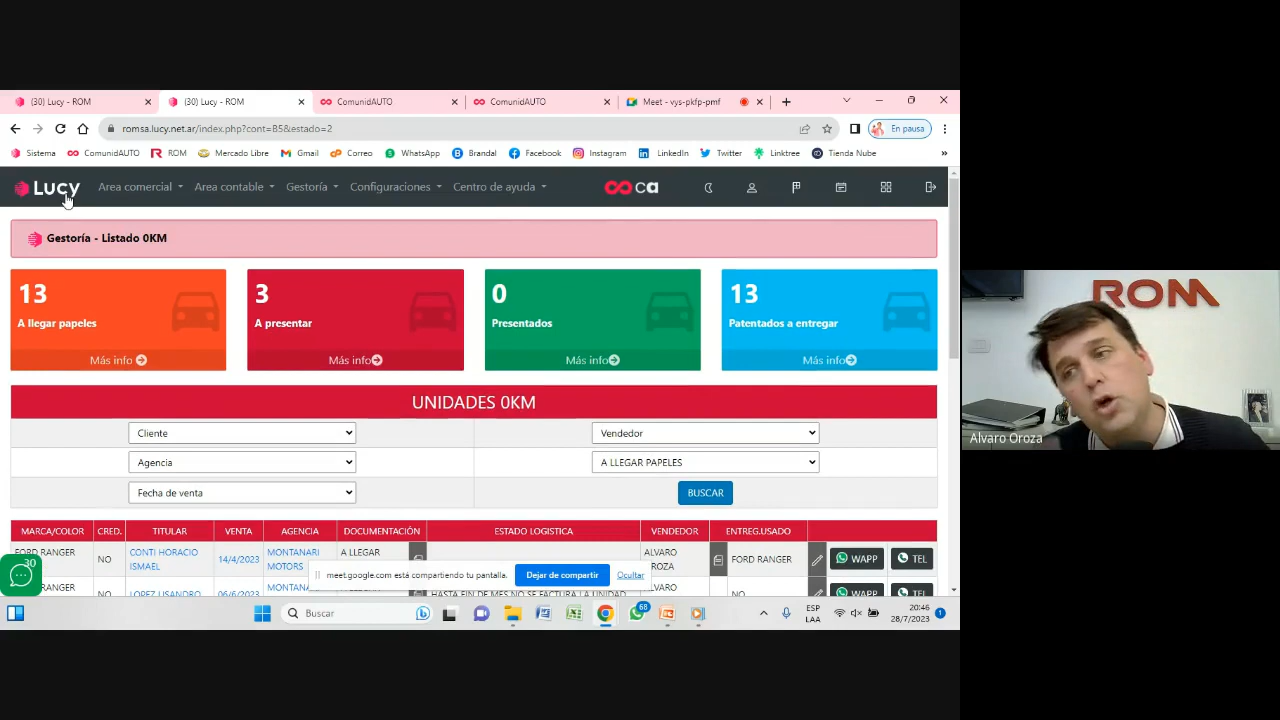 (30) Lucy - ROM
(30) Lucy - ROM
ComunidAUTO
ComunidAUTO
Meet - vys-pkfp-pmf
romsa.lucy.net.ar/index.php?cont=B5&estado=2
En pausa
Sistema
ComunidAUTO
ROM
Mercado Libre
Gmail
Correo
WhatsApp
Brandal
Facebook
Instagram
LinkedIn
Twitter
Linktree
Tienda Nube
Lucy
Area comercial
Area contable
Gestoría
Configuraciones
Centro de ayuda
ca
Gestoría - Listado 0KM
13
A llegar papeles
Más info
3
A presentar
Más info
0
Presentados
Más info
13
Patentados a entregar
Más info
UNIDADES 0KM
Cliente
Vendedor
Agencia
A LLEGAR PAPELES
Fecha de venta
BUSCAR
MARCA/COLOR CRED. TITULAR VENTA AGENCIA DOCUMENTACIÓN ESTADO LOGISTICA VENDEDOR ENTREG.USADO
FORD RANGER
NO
CONTI HORACIO
ISMAEL
14/4/2023
MONTANARI
MOTORS
A LLEGAR
ALVARO
FORD RANGER
WAPP
TEL
30
meet.google.com está compartiendo tu pantalla.
Dejar de compartir
Ocultar
LOPEZ LISANDRO
HASTA FIN DE MES NO SE FACTURA LA UNIDAD
ALVARO
NO
WAPP
TEL
Buscar
68
ESP
LAA
20:46
28/7/2023
1
ROM
Alvaro Oroza